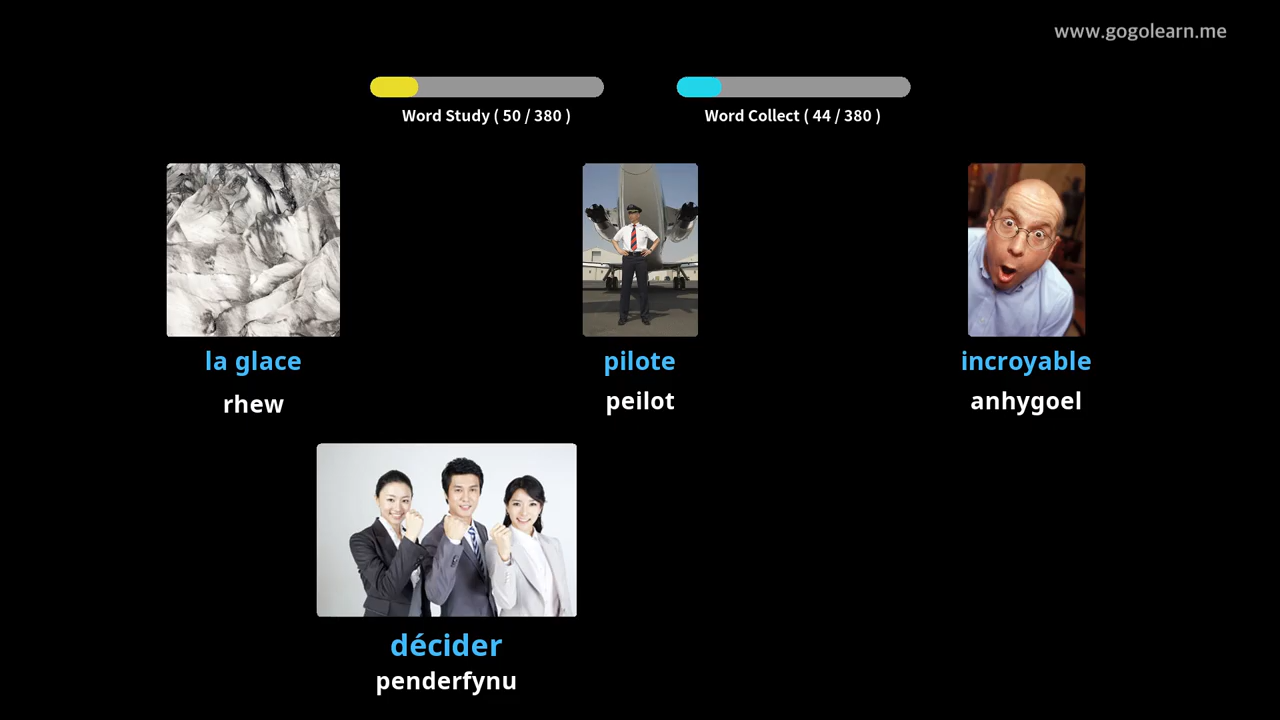 www.gogolearn.me
Word Study ( 50 / 380 )
Word Collect ( 44 / 380 )
la glace
rhew
pilote
peilot
incroyable
anhygoel
décider
penderfynu